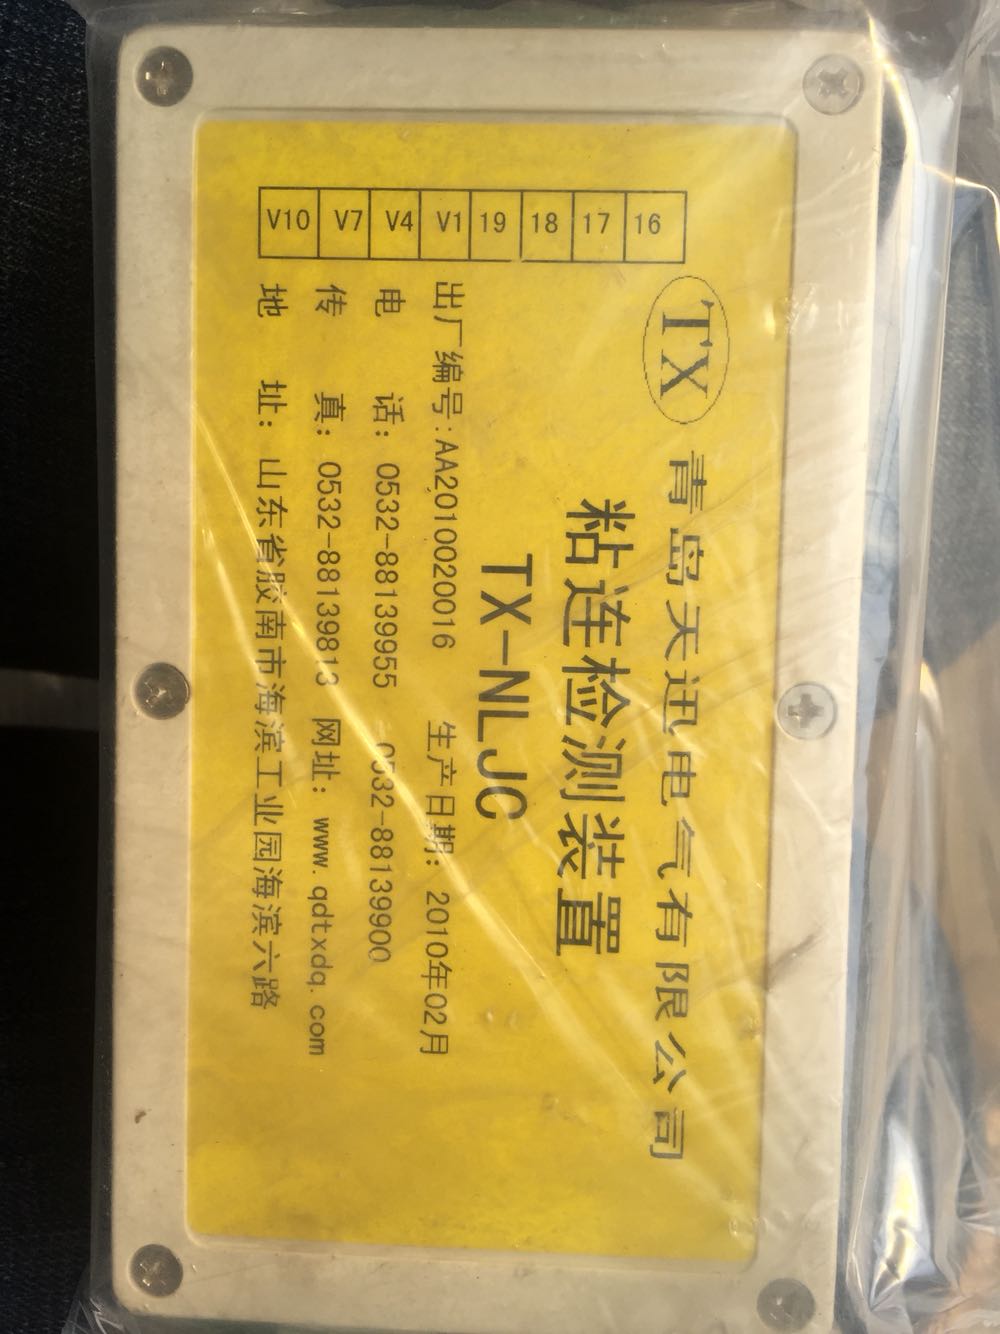 TX 青岛天迅电气有限公司
粘连检测装置
TX-NLJC
出厂编号:AA2010020016 生产日期: 2010年02月
电 话: 0532-88139955 0532-88139900
传 真: 0532-88139813 网址: www.qdtxdq.com
地 址: 山东省胶南市海滨工业园海滨六路
V10 V7 V4 V1 19 18 17 16